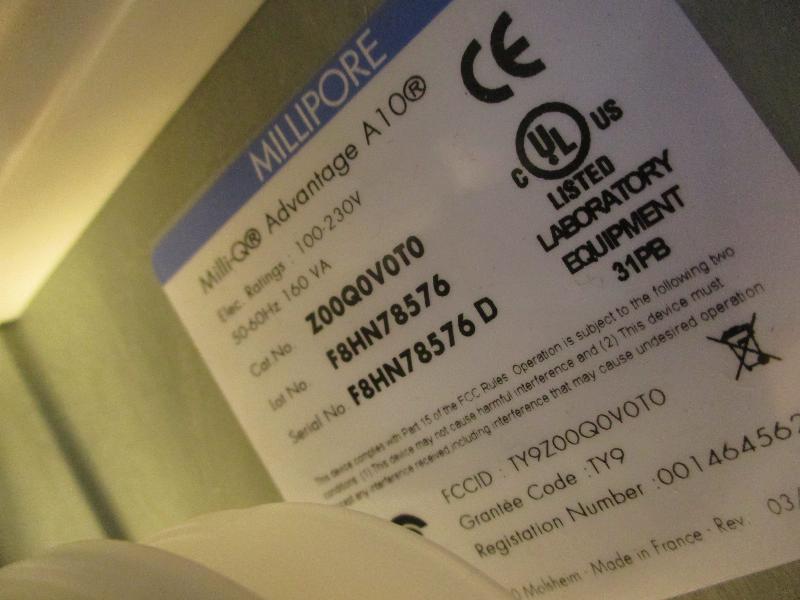 MILLIPORE
Milli-Q® Advantage A10®
Elec. Ratings : 100-230V
50-60Hz 160 VA
Cat.No. Z00Q0V0T0
Lot No. F8HN78576
Serial No. F8HN78576 D
CE
C UL US
LISTED
LABORATORY
EQUIPMENT
31PB
This device complies with Part 15 of the FCC Rules. Operation is subject to the following two
conditions: (1) This device may not cause harmful interference and (2) This device must
any interference received, including interference that may cause undesired operation
FCCID : TY9Z00Q0V0T0
Grantée Code : TY9
Registration Number :001464562
Molsheim - Made in France - Rev. 03/